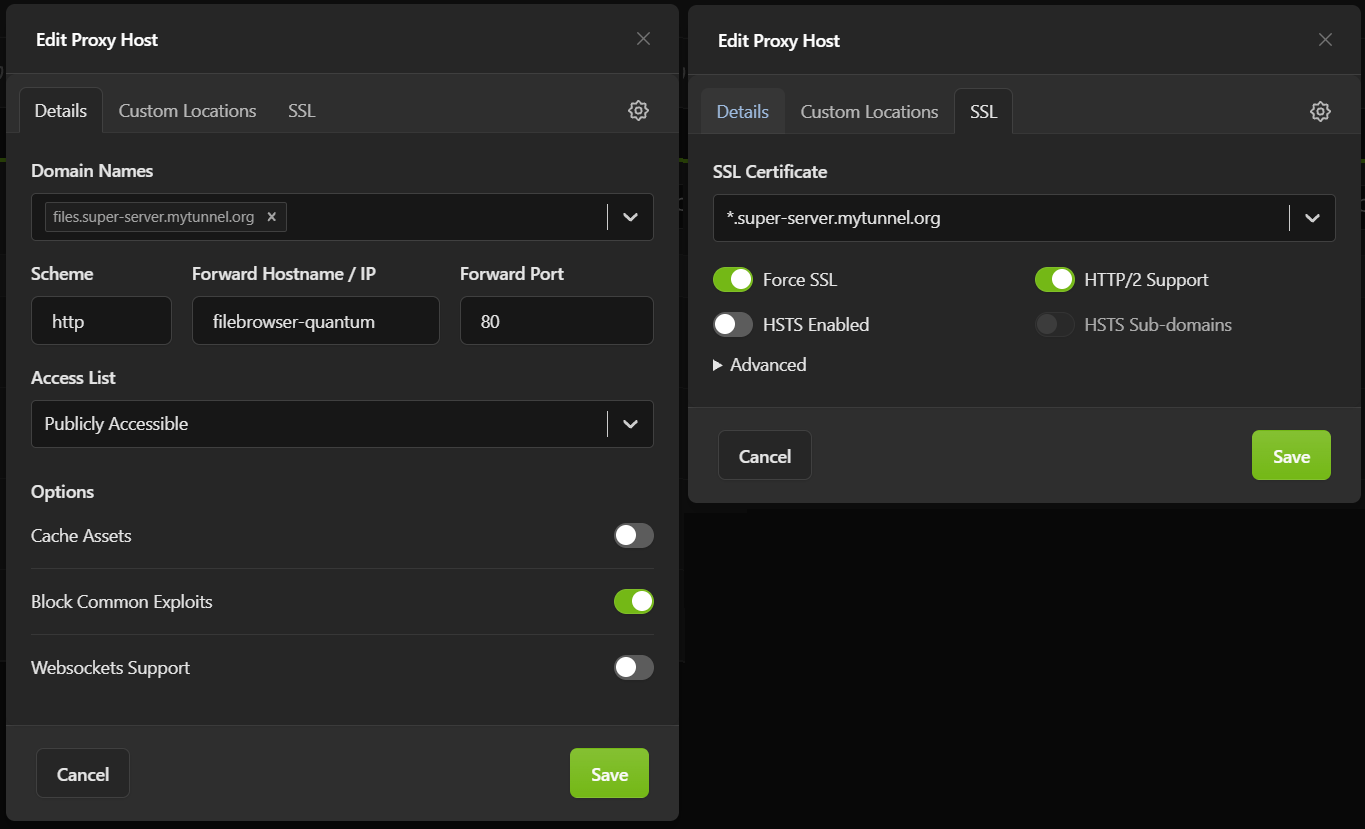 Edit Proxy Host
Details Custom Locations SSL
Domain Names
files.super-server.mytunnel.org
Scheme Forward Hostname / IP Forward Port
http filebrowser-quantum 80
Access List
Publicly Accessible
Options
Cache Assets
Block Common Exploits
Websockets Support
Cancel Save
Edit Proxy Host
Details Custom Locations SSL
SSL Certificate
*.super-server.mytunnel.org
Force SSL HTTP/2 Support
HSTS Enabled HSTS Sub-domains
Advanced
Cancel Save